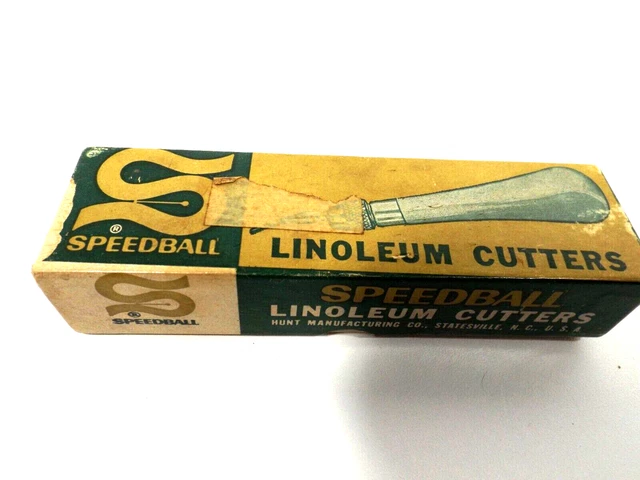 ®
SPEEDBALL
LINOLEUM CUTTERS
®
SPEEDBALL
SPEEDBALL
LINOLEUM CUTTERS
HUNT MANUFACTURING CO., STATESVILLE, N. C., U. S. A.